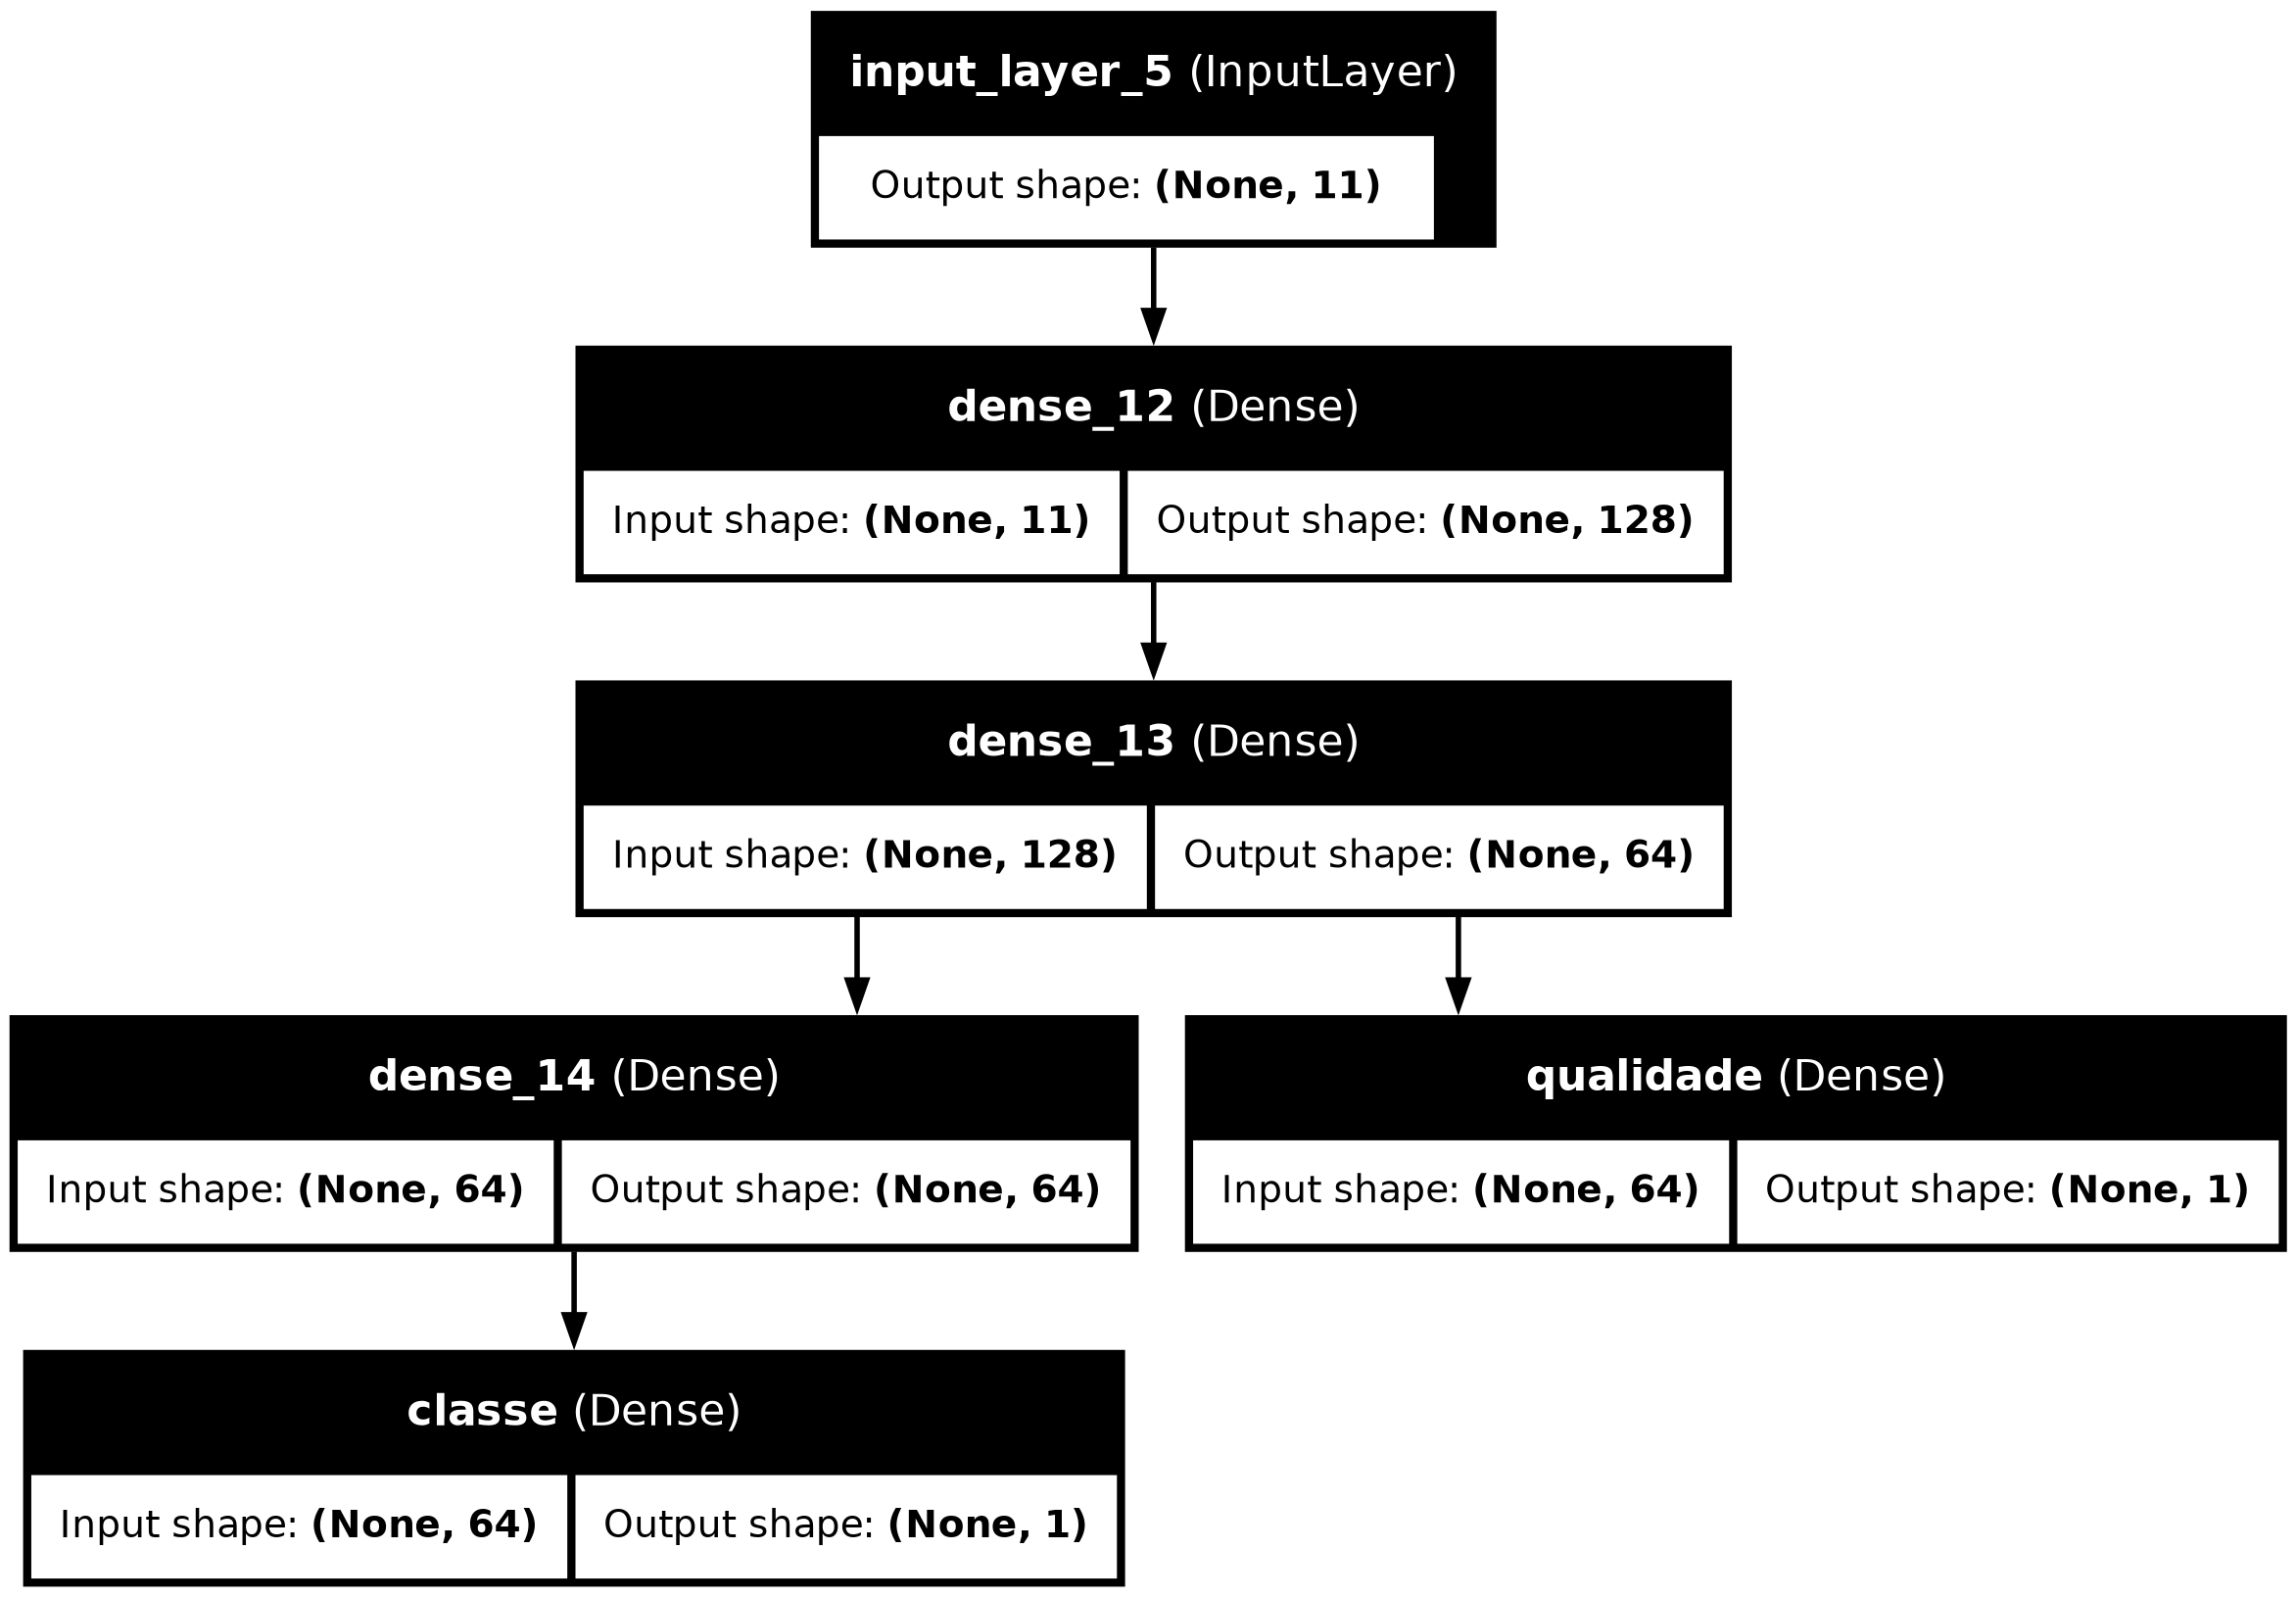 input_layer_5 (InputLayer)
Output shape: (None, 11)
dense_12 (Dense)
Input shape: (None, 11) Output shape: (None, 128)
dense_13 (Dense)
Input shape: (None, 128) Output shape: (None, 64)
dense_14 (Dense)
Input shape: (None, 64) Output shape: (None, 64)
qualidade (Dense)
Input shape: (None, 64) Output shape: (None, 1)
classe (Dense)
Input shape: (None, 64) Output shape: (None, 1)